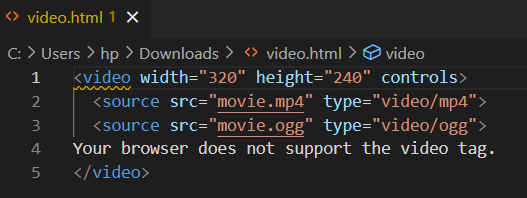 <> video.html 1 ×
C: > Users > hp > Downloads > <> video.html > video
1 <video width="320" height="240" controls>
2   <source src="movie.mp4" type="video/mp4">
3   <source src="movie.ogg" type="video/ogg">
4 Your browser does not support the video tag.
5 </video>